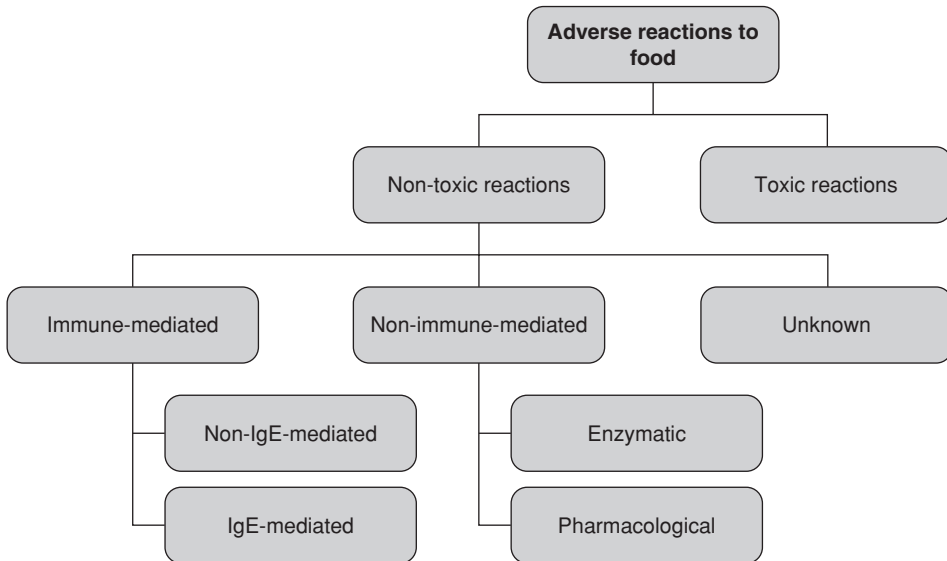 Adverse reactions to
food
Non-toxic reactions
Toxic reactions
Immune-mediated
Non-immune-mediated
Unknown
Non-IgE-mediated
Enzymatic
IgE-mediated
Pharmacological